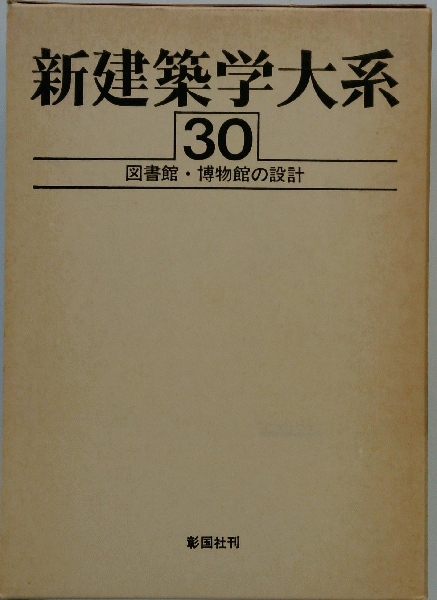 新建築学大系
30
図書館・博物館の設計
彰国社刊